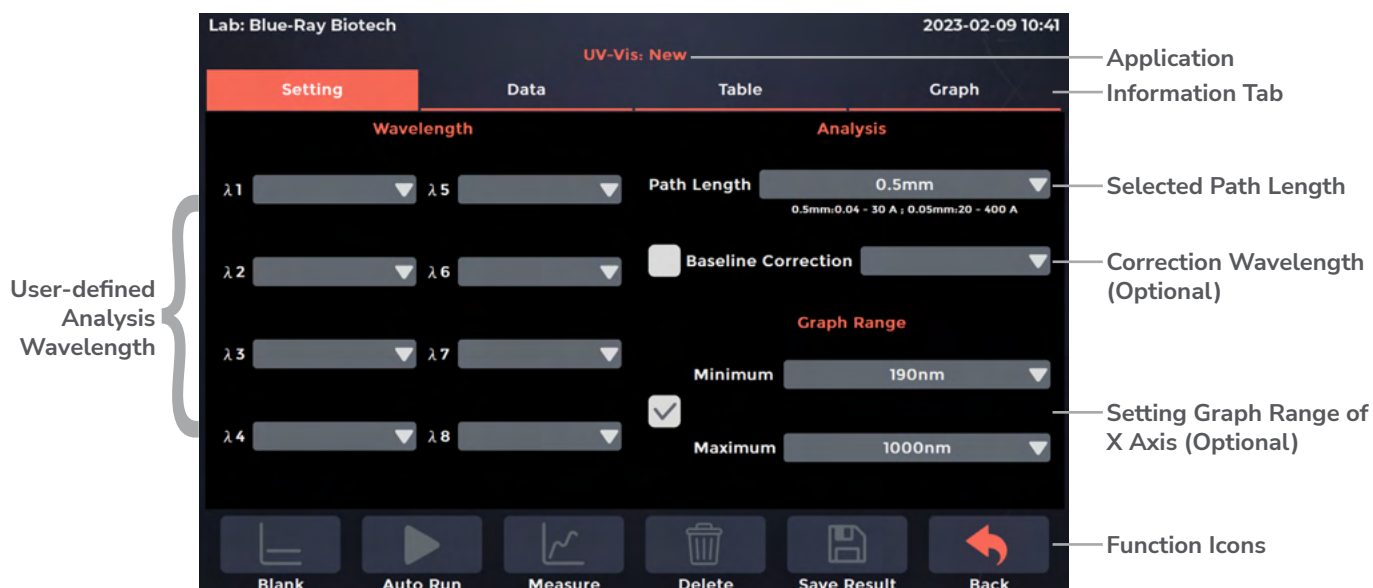 Lab: Blue-Ray Biotech
2023-02-09 10:41
UV-Vis: New
Application
Setting
Data
Table
Graph
Information Tab
Wavelength
Analysis
λ1
λ5
Path Length
0.5mm
Selected Path Length
0.5mm:0.04 - 30 A ; 0.05mm:20 - 400 A
λ2
λ6
Baseline Correction
Correction Wavelength
(Optional)
User-defined
Analysis
Wavelength
Graph Range
λ3
λ7
Minimum
190nm
Setting Graph Range of
X Axis (Optional)
λ4
λ8
Maximum
1000nm
Function Icons
Blank
Auto Run
Measure
Delete
Save Result
Back